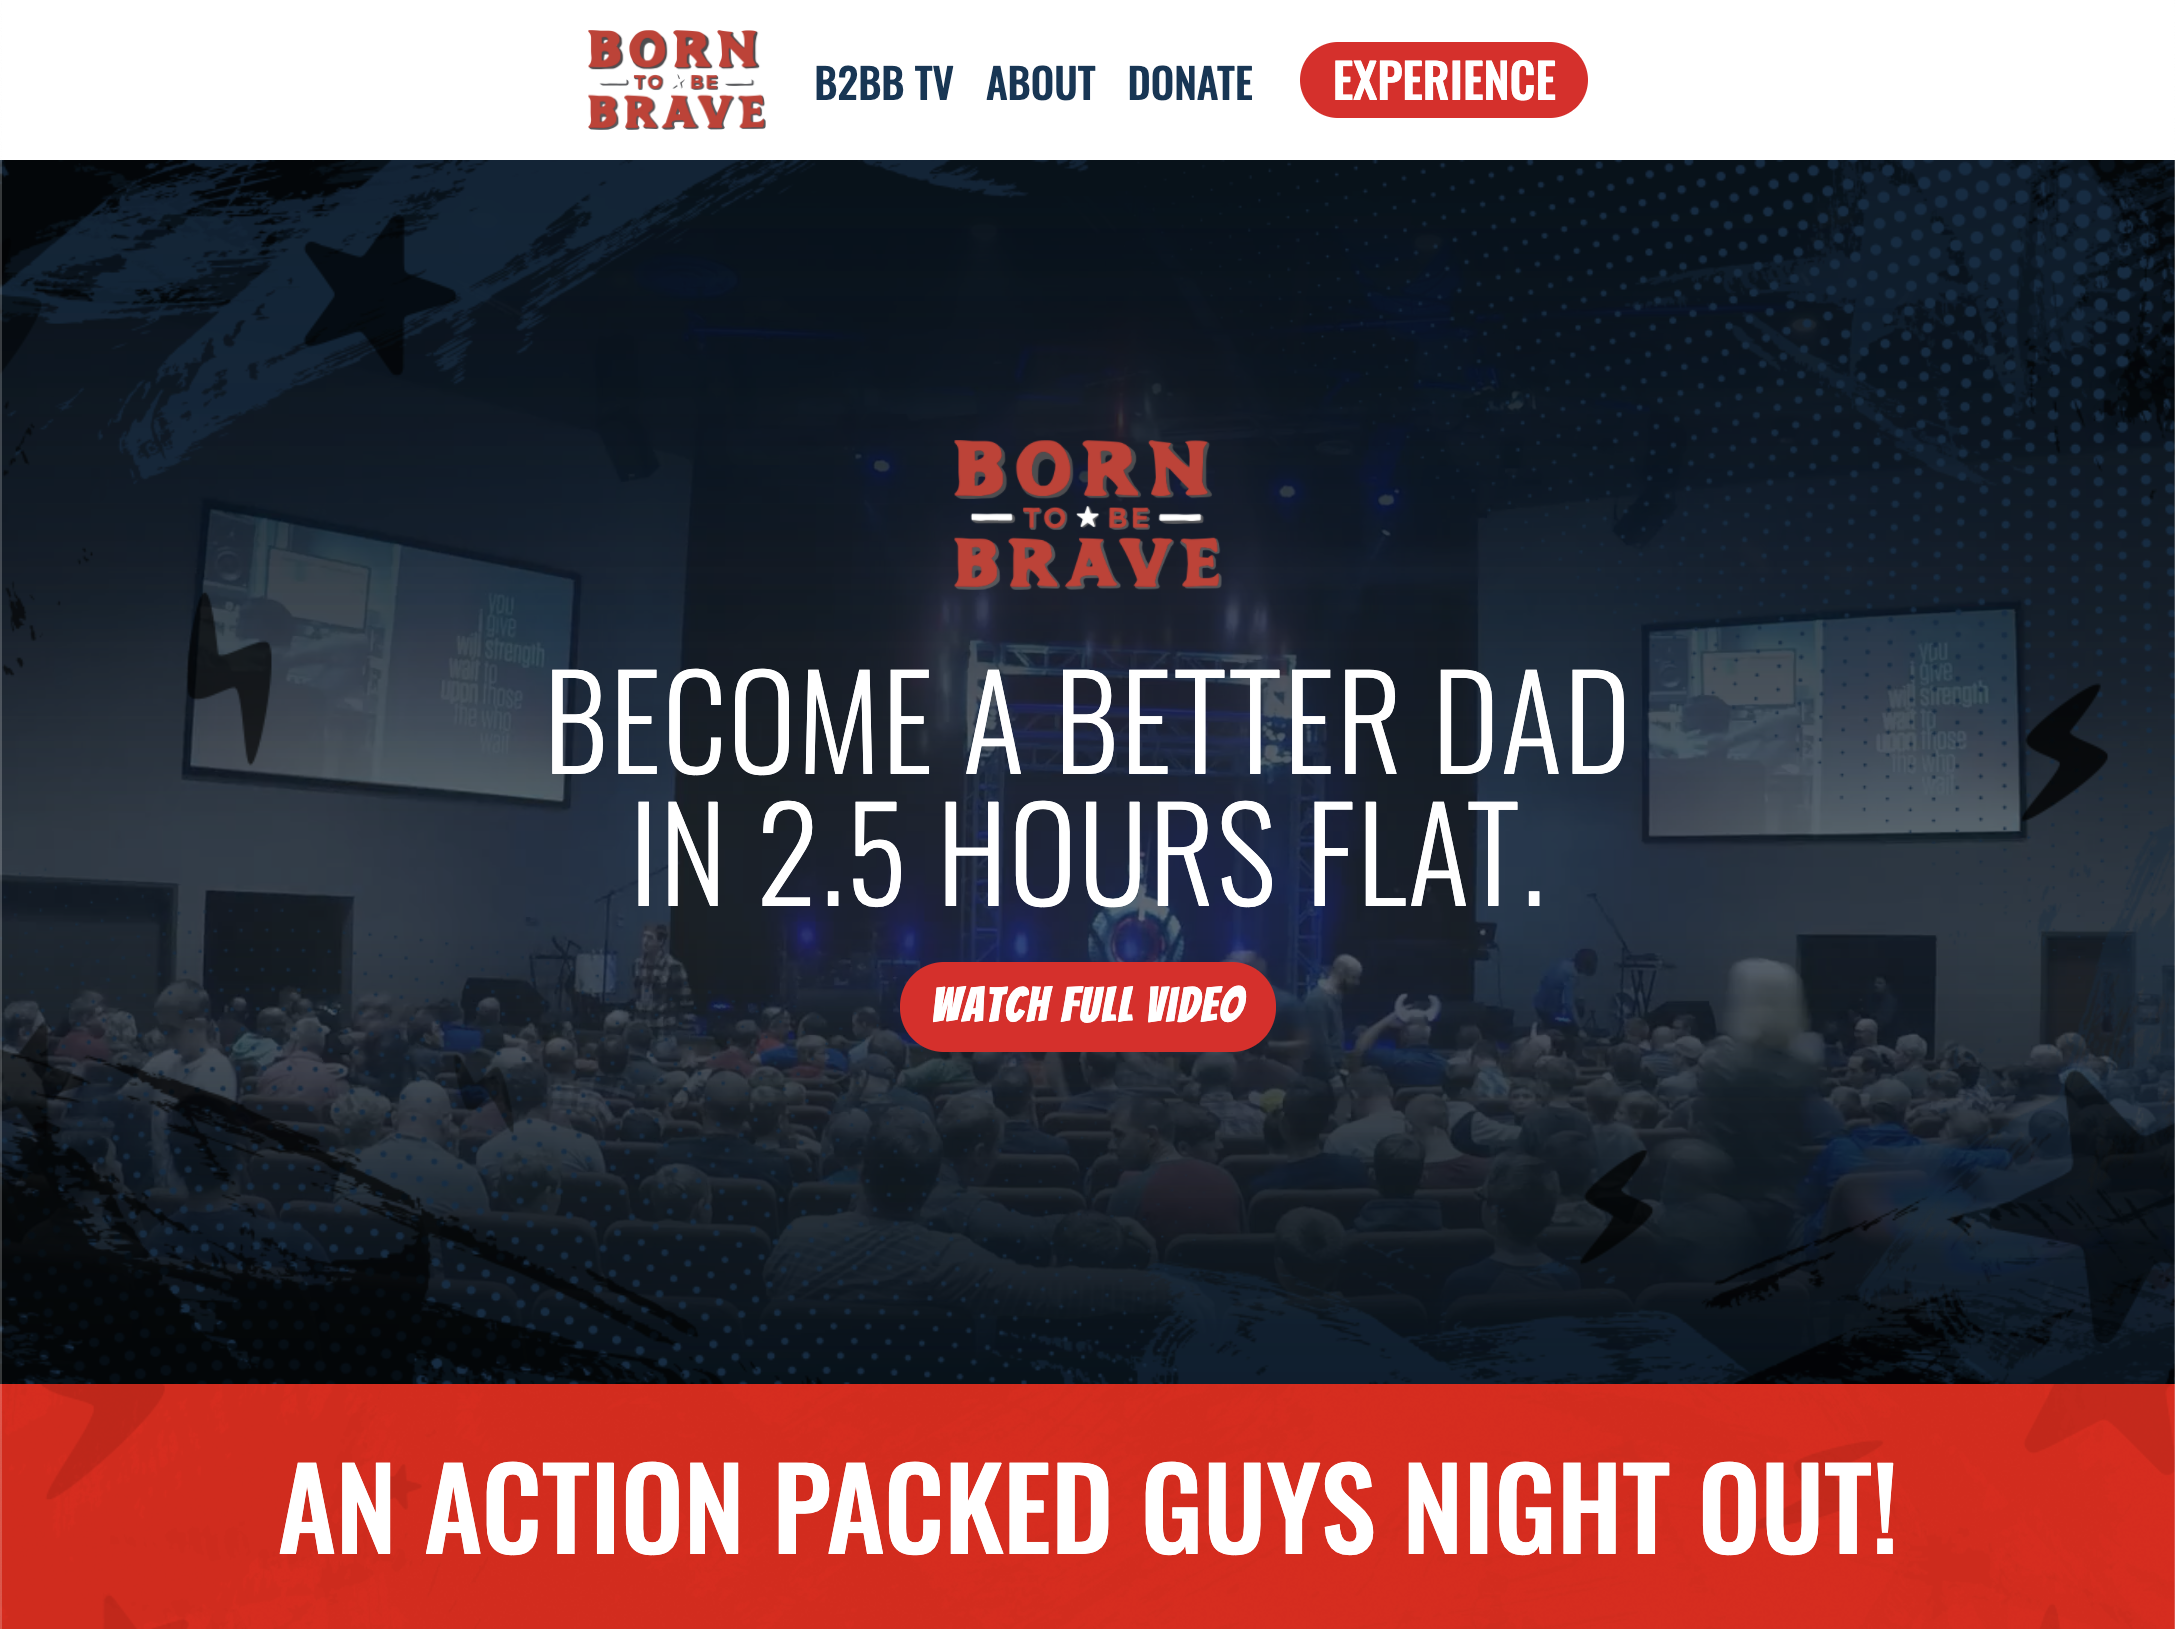 BORN
TO BE
BRAVE
B2BB TV
ABOUT
DONATE
EXPERIENCE
BORN
TO BE
BRAVE
you
give
will strength
wait to
upon those
the who
wait
you
give
will strength
wait to
upon those
the who
wait
BECOME A BETTER DAD
IN 2.5 HOURS FLAT.
WATCH FULL VIDEO
AN ACTION PACKED GUYS NIGHT OUT!